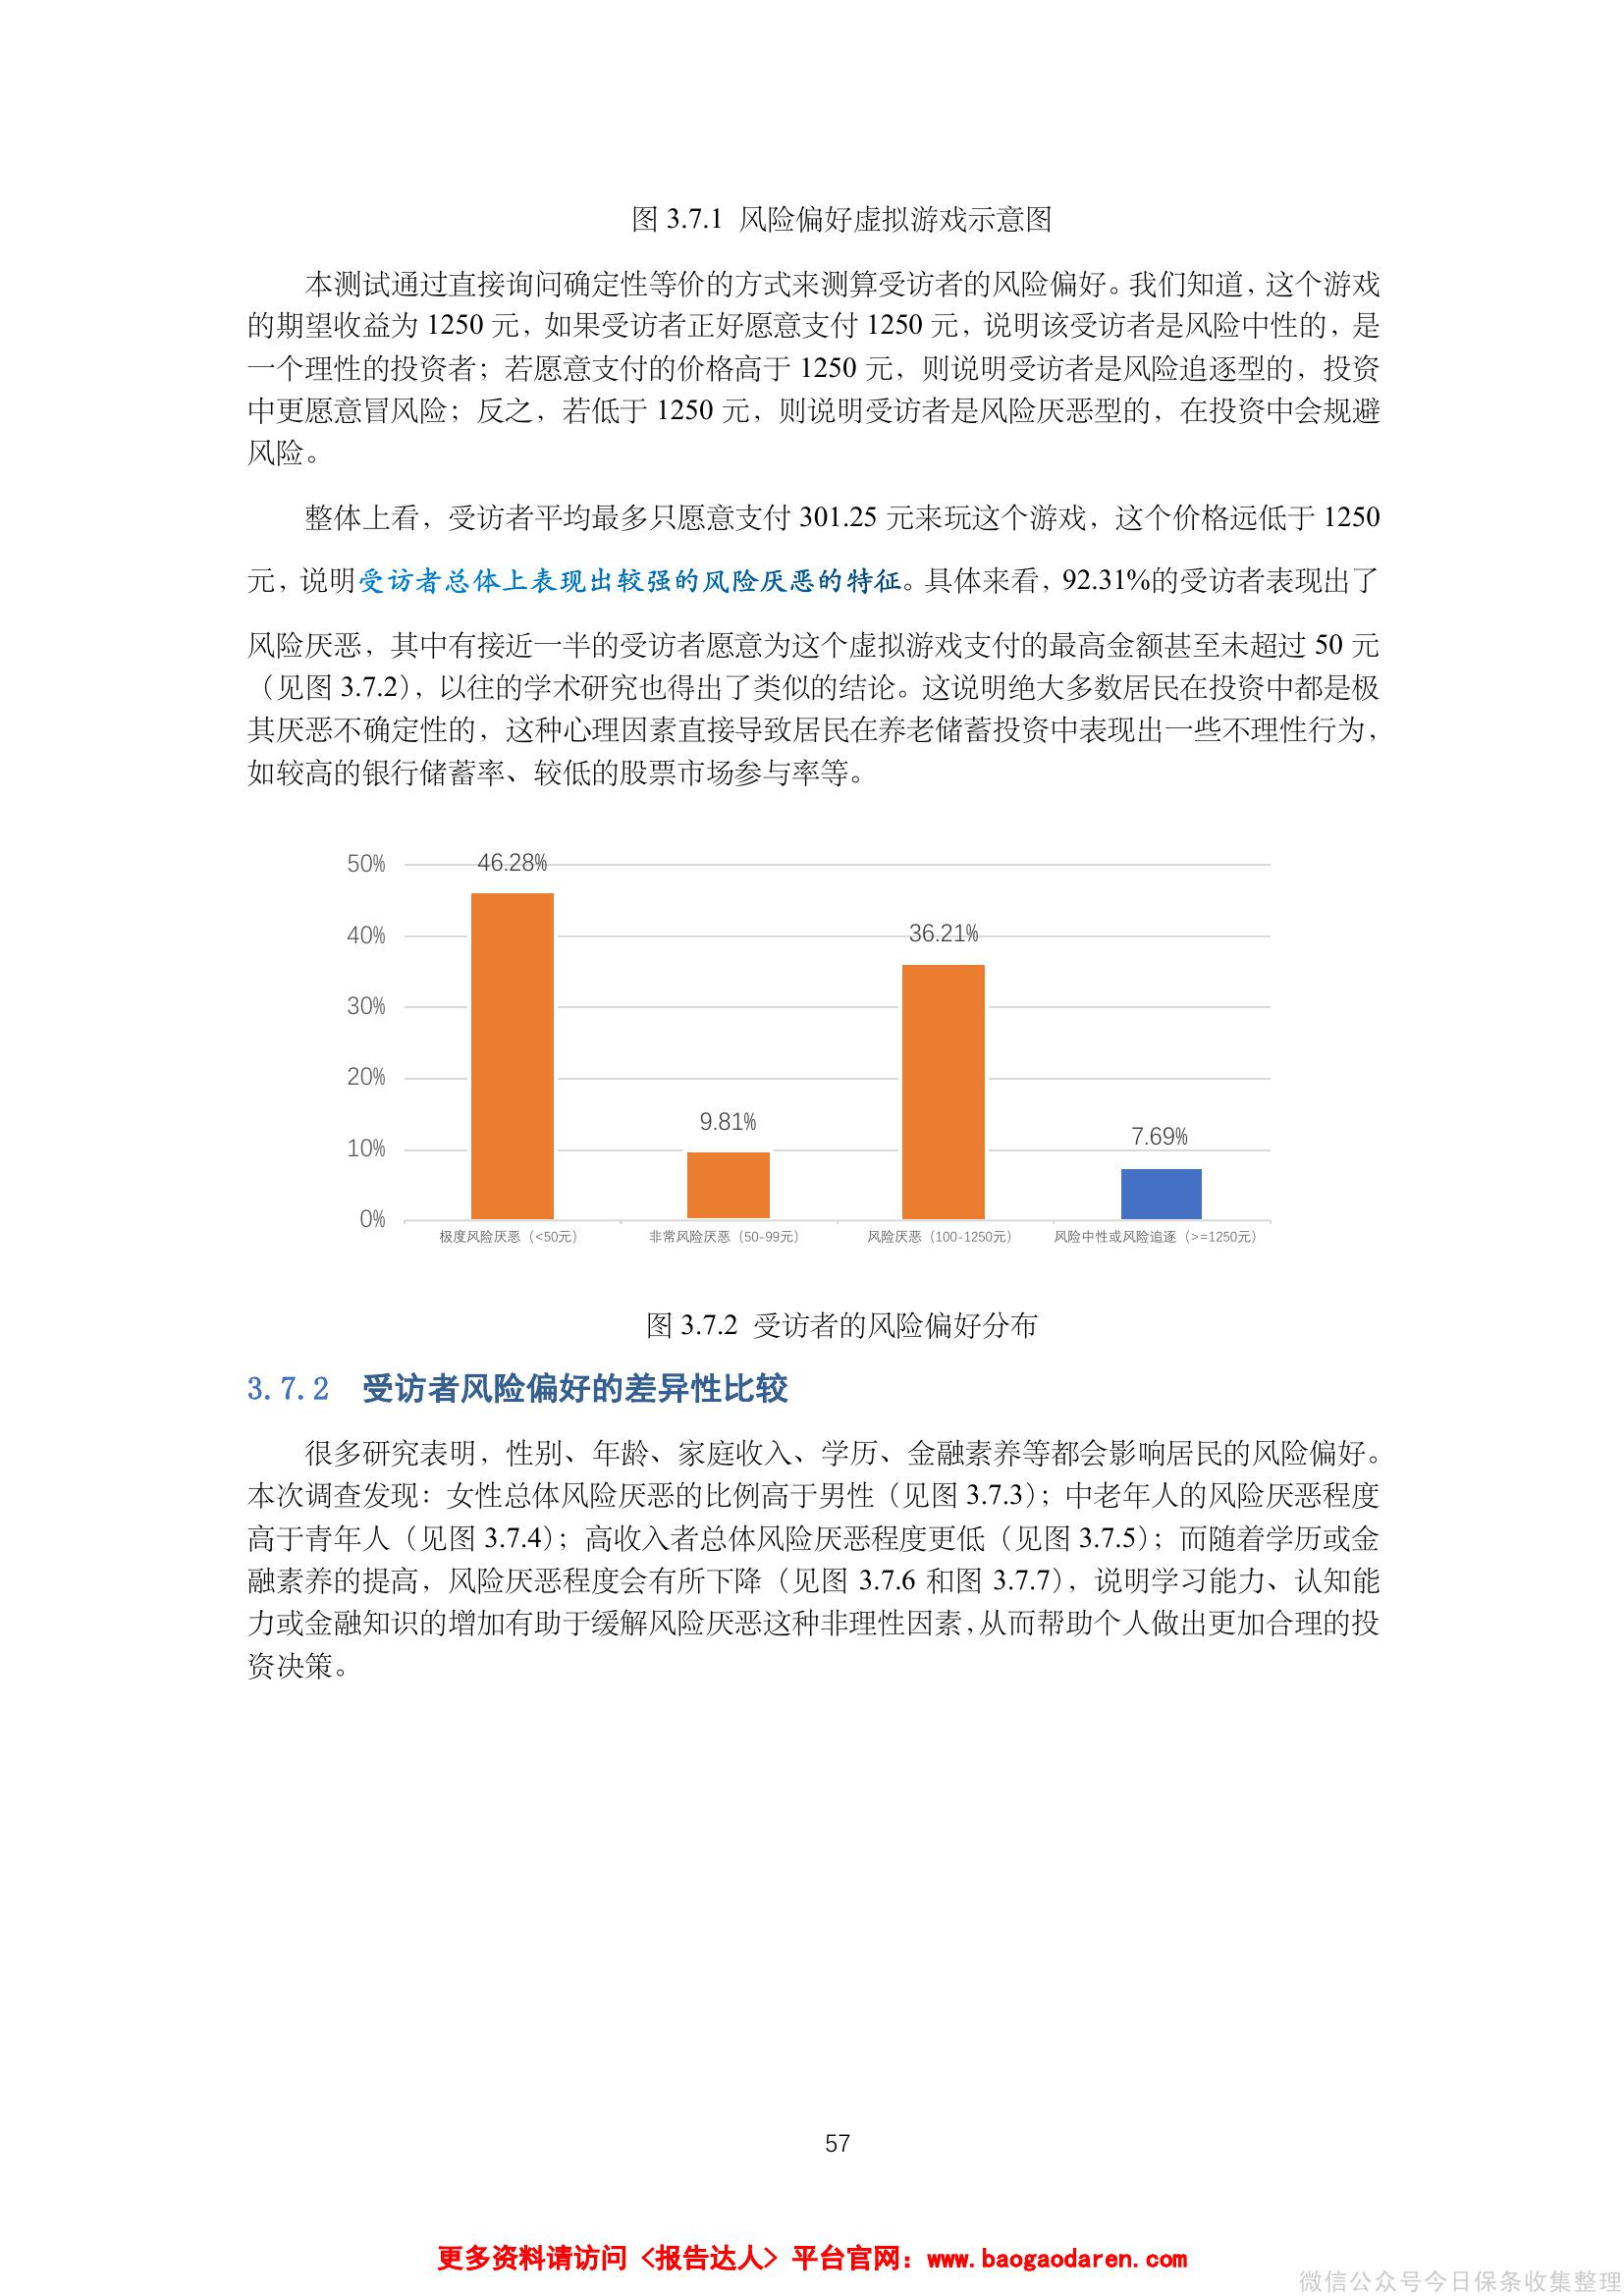 图 3.7.1 风险偏好虚拟游戏示意图
本测试通过直接询问确定性等价的方式来测算受访者的风险偏好。我们知道，这个游戏
的期望收益为 1250 元，如果受访者正好愿意支付 1250 元，说明该受访者是风险中性的，是
一个理性的投资者；若愿意支付的价格高于 1250 元，则说明受访者是风险追逐型的，投资
中更愿意冒风险；反之，若低于 1250 元，则说明受访者是风险厌恶型的，在投资中会规避
风险。
整体上看，受访者平均最多只愿意支付 301.25 元来玩这个游戏，这个价格远低于 1250
元，说明受访者总体上表现出较强的风险厌恶的特征。具体来看，92.31%的受访者表现出了
风险厌恶，其中有接近一半的受访者愿意为这个虚拟游戏支付的最高金额甚至未超过 50 元
（见图 3.7.2），以往的学术研究也得出了类似的结论。这说明绝大多数居民在投资中都是极
其厌恶不确定性的，这种心理因素直接导致居民在养老储蓄投资中表现出一些不理性行为，
如较高的银行储蓄率、较低的股票市场参与率等。
50%
46.28%
40%
36.21%
30%
20%
9.81%
7.69%
10%
0%
极度风险厌恶（<50元） 非常风险厌恶（50-99元） 风险厌恶（100-1250元） 风险中性或风险追逐（>=1250元）
图 3.7.2 受访者的风险偏好分布
3.7.2 受访者风险偏好的差异性比较
很多研究表明，性别、年龄、家庭收入、学历、金融素养等都会影响居民的风险偏好。
本次调查发现：女性总体风险厌恶的比例高于男性（见图 3.7.3）；中老年人的风险厌恶程度
高于青年人（见图 3.7.4）；高收入者总体风险厌恶程度更低（见图 3.7.5）；而随着学历或金
融素养的提高，风险厌恶程度会有所下降（见图 3.7.6 和图 3.7.7），说明学习能力、认知能
力或金融知识的增加有助于缓解风险厌恶这种非理性因素，从而帮助个人做出更加合理的投
资决策。
57
更多资料请访问《报告达人》平台官网：www.baogaodaren.com
微信公众号今日保条收集整理